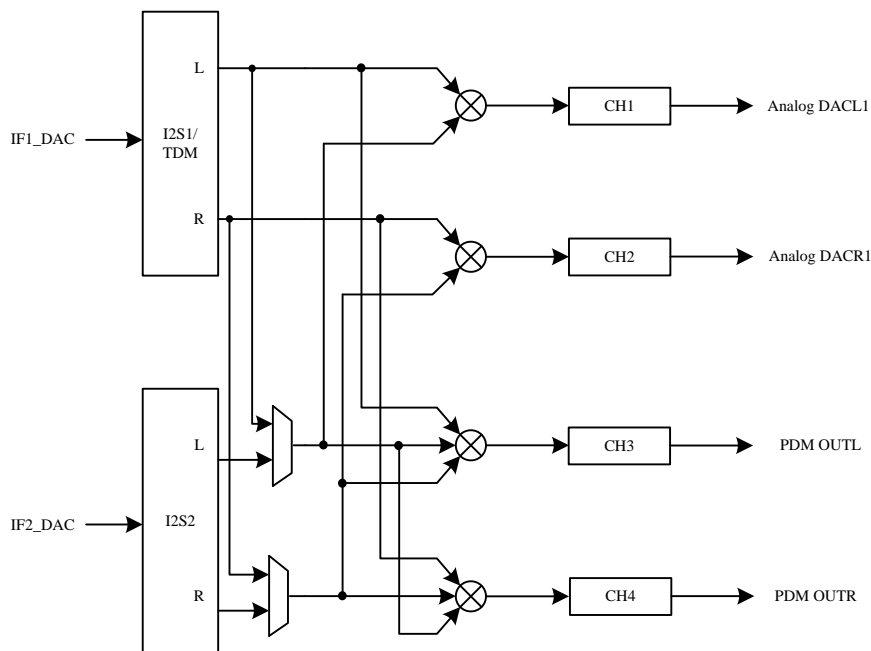 L
CH1
Analog DACL1
IF1_DAC
I2S1/
TDM
R
CH2
Analog DACR1
L
CH3
PDM OUTL
IF2_DAC
I2S2
R
CH4
PDM OUTR